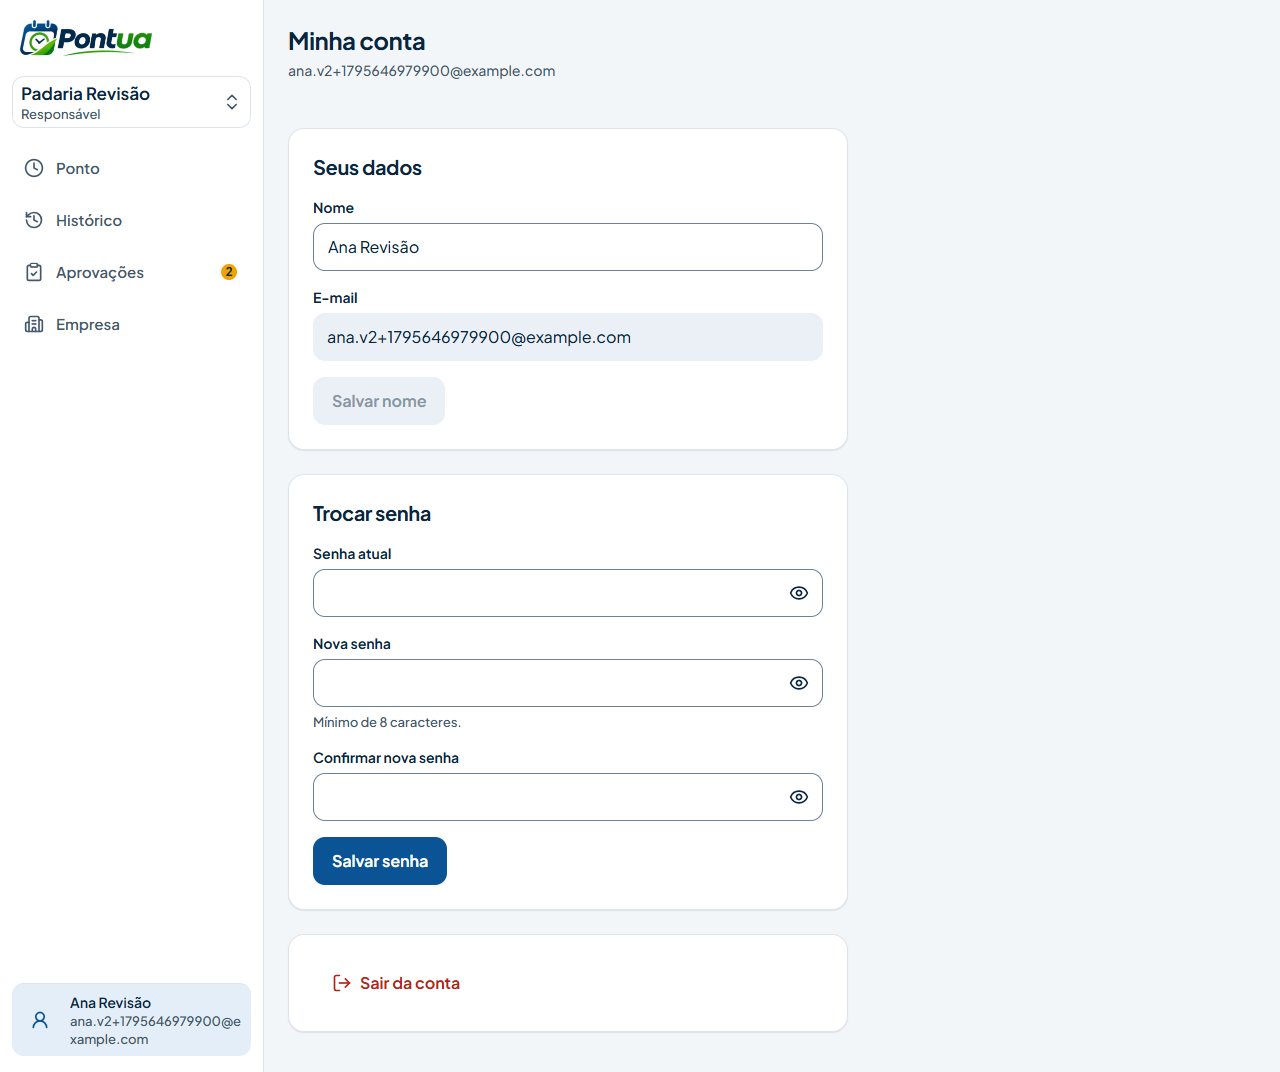 Pontua
Padaria Revisão
Responsável
Ponto
Histórico
Aprovações 2
Empresa
Ana Revisão
ana.v2+1795646979900@e
xample.com
Minha conta
ana.v2+1795646979900@example.com
Seus dados
Nome
Ana Revisão
E-mail
ana.v2+1795646979900@example.com
Salvar nome
Trocar senha
Senha atual
Nova senha
Mínimo de 8 caracteres.
Confirmar nova senha
Salvar senha
Sair da conta